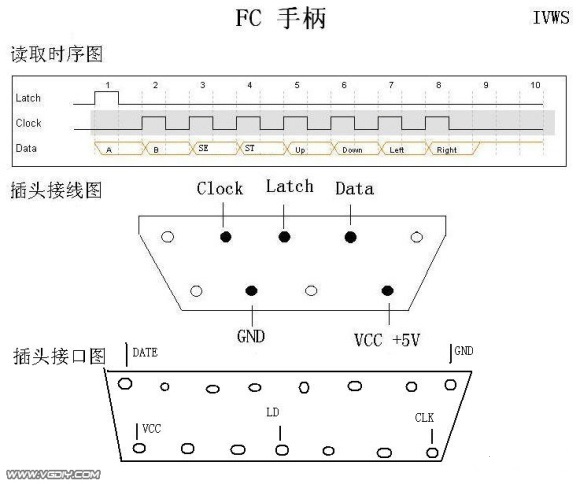 FC 手柄
IVWS
读取时序图
1 2 3 4 5 6 7 8 9 10
Latch
Clock
Data
A B SE ST Up Down Left Right
插头接线图
Clock Latch Data
GND
VCC +5V
插头接口图
DATE
GND
VCC
LD
CLK
WWW.VGDIY.COM